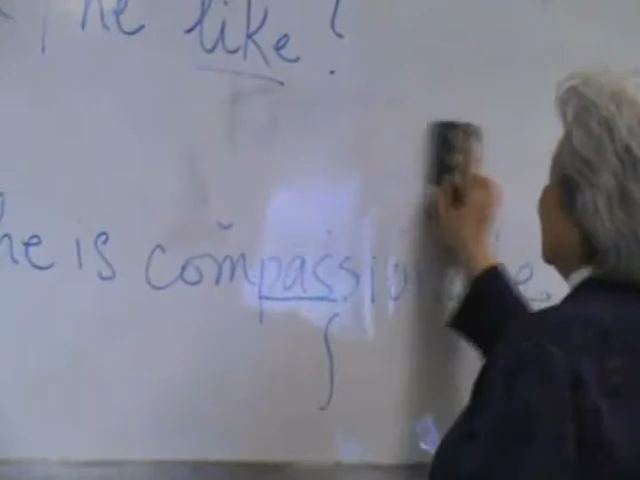 he like?
he is compassionate
ʃ